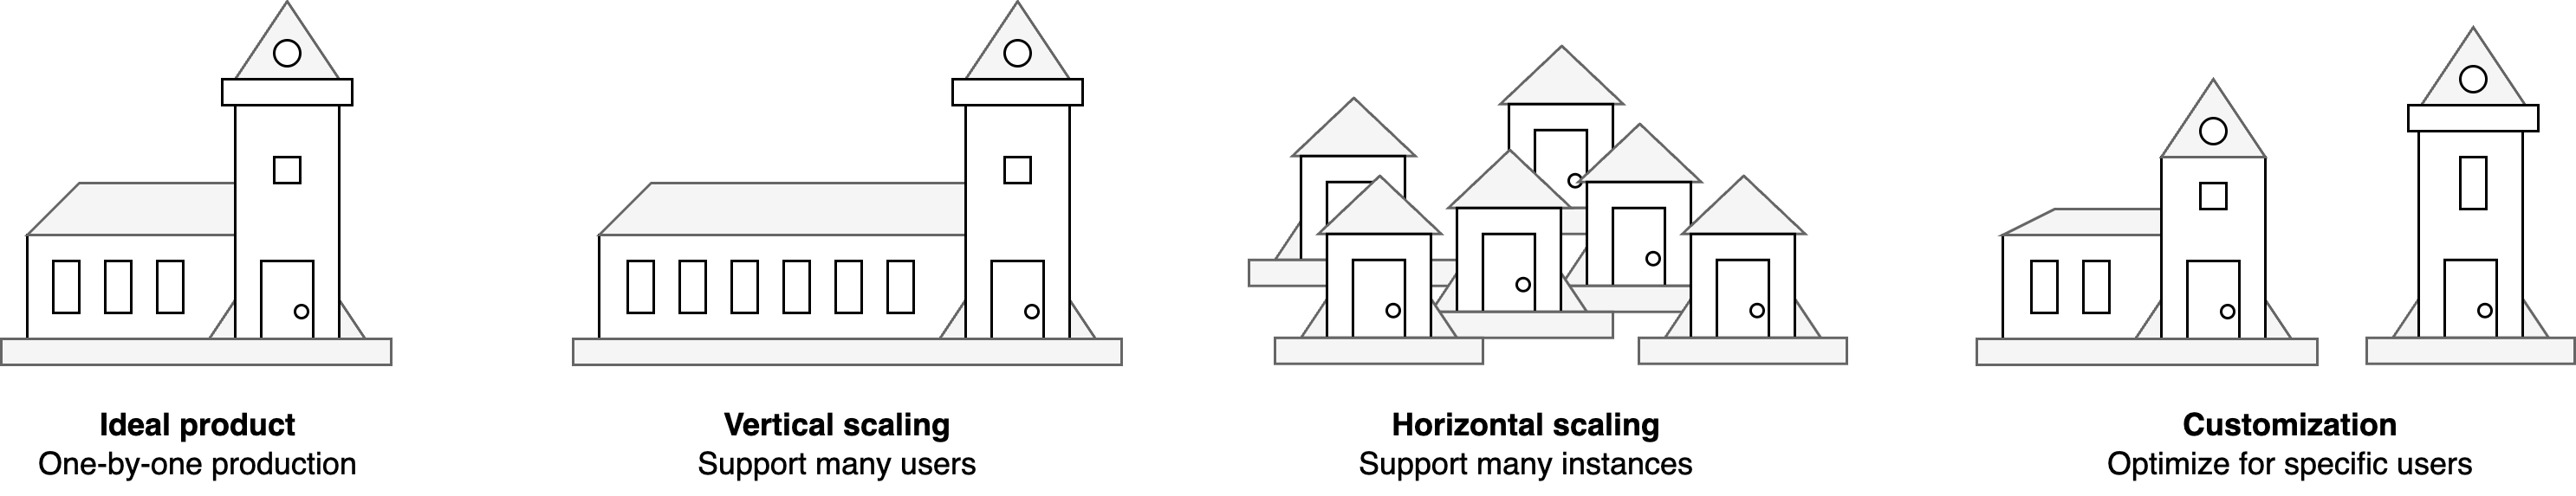 Ideal product
One-by-one production
Vertical scaling
Support many users
Horizontal scaling
Support many instances
Customization
Optimize for specific users